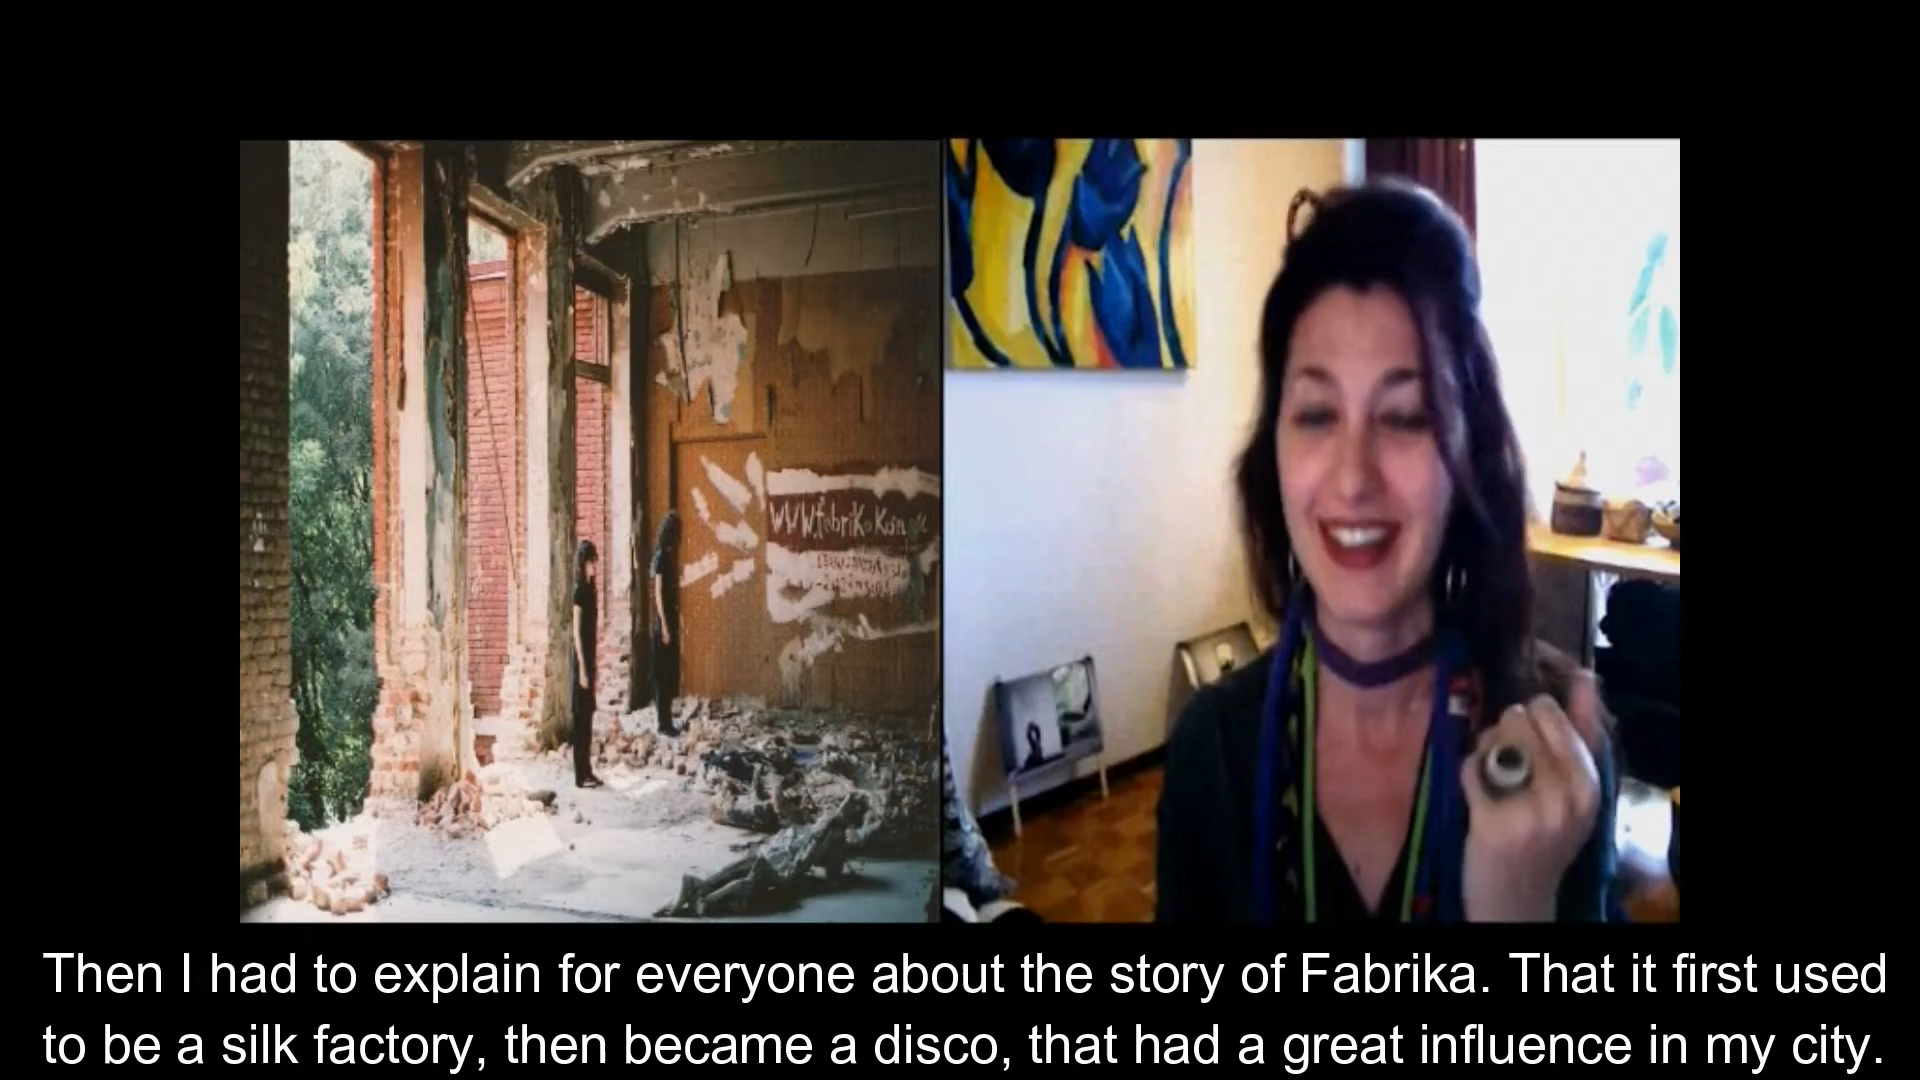 Then I had to explain for everyone about the story of Fabrika. That it first used
to be a silk factory, then became a disco, that had a great influence in my city.